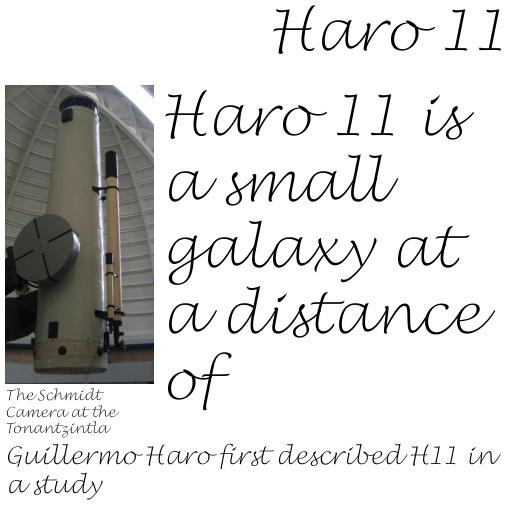 Haro 11
Haro 11 is
a small
galaxy at
a distance
of
The Schmidt
Camera at the
Tonantzintla
Guillermo Haro first described H11 in
a study